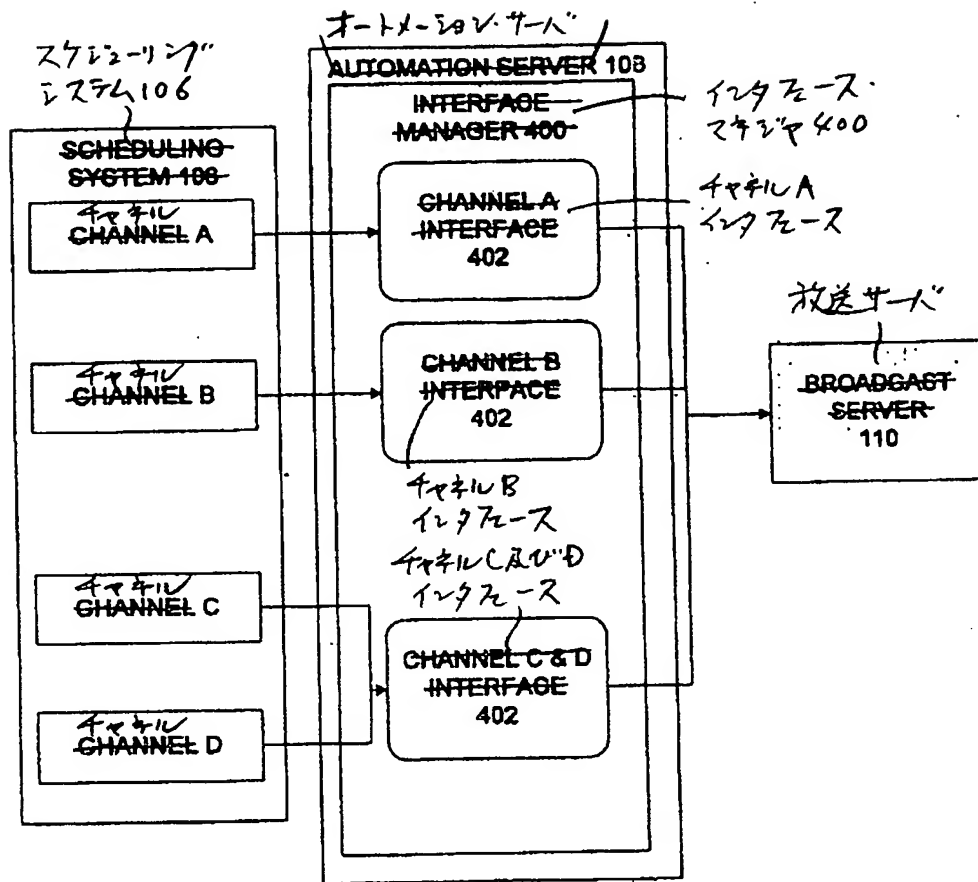 オートメーション・サーバ
スケジューリング
システム106
AUTOMATION SERVER 108
INTERFACE
MANAGER 400
インタフェース・
マネジャ400
SCHEDULING
SYSTEM 106
チャネル
CHANNEL A
CHANNEL A
INTERFACE
402
チャネルA
インタフェース
放送サーバ
チャネル
CHANNEL B
CHANNEL B
INTERPACE
402
BROADCAST
SERVER
110
チャネルB
インタフェース
チャネルC及びD
インタフェース
チャネル
CHANNEL C
CHANNEL C & D
INTERFACE
402
チャネル
CHANNEL D